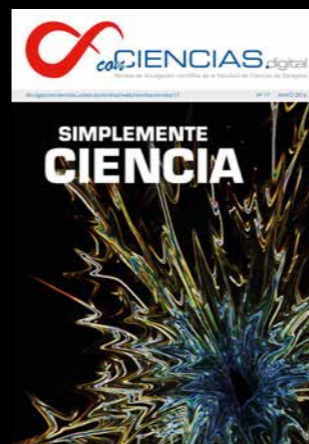 conCIENCIAS.digital
Revista de divulgación científica de la Facultad de Ciencias de Zaragoza
Nº 17 MAYO 2016
SIMPLEMENTE
CIENCIA